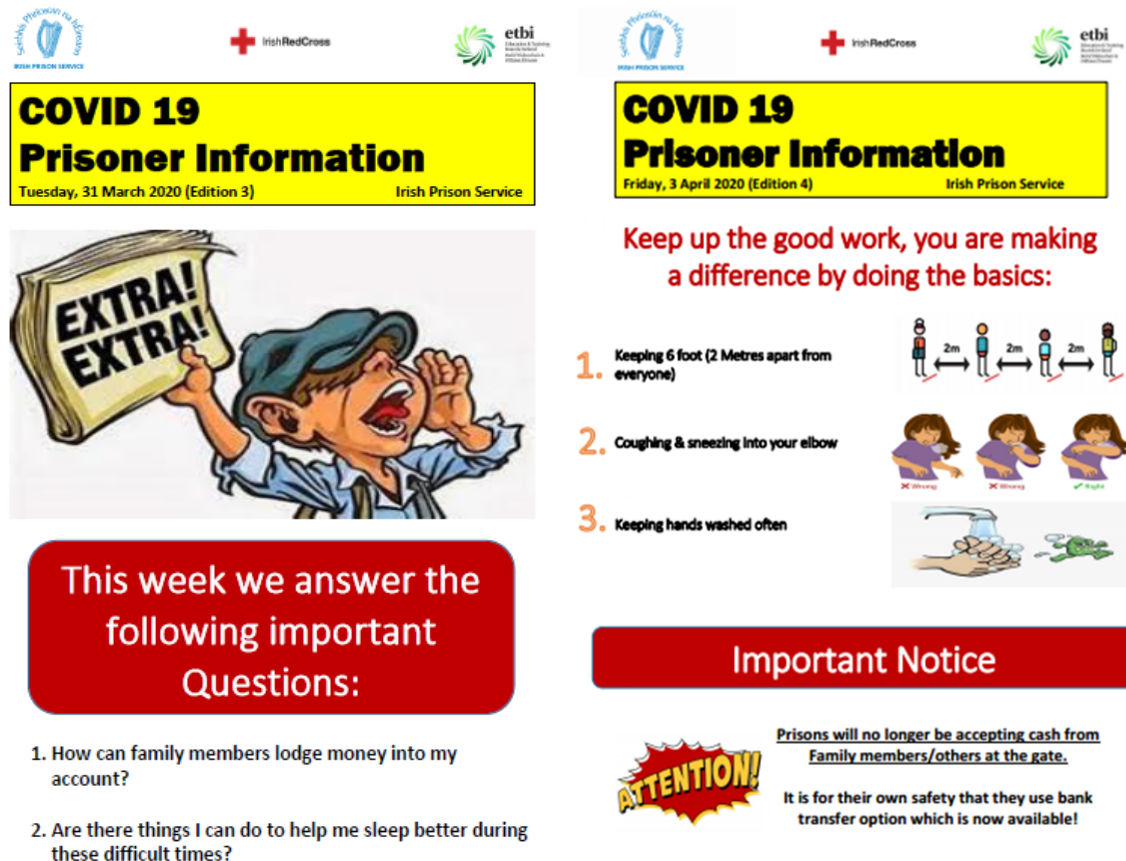 Seirbhís Phríosúin na hÉireann
IRISH PRISON SERVICE
IrishRedCross
etbi
COVID 19
Prisoner Information
Tuesday, 31 March 2020 (Edition 3) Irish Prison Service
EXTRA!
EXTRA!
This week we answer the
following important
Questions:
1. How can family members lodge money into my
account?
2. Are there things I can do to help me sleep better during
these difficult times?
IRISH PRISON SERVICE
IrishRedCross
etbi
COVID 19
Prisoner Information
Friday, 3 April 2020 (Edition 4) Irish Prison Service
Keep up the good work, you are making
a difference by doing the basics:
1. Keeping 6 foot (2 Metres apart from
everyone)
2m 2m 2m
2. Coughing & sneezing into your elbow
Wrong Wrong Right
3. Keeping hands washed often
Important Notice
ATTENTION!
Prisons will no longer be accepting cash from
Family members/others at the gate.
It is for their own safety that they use bank
transfer option which is now available!